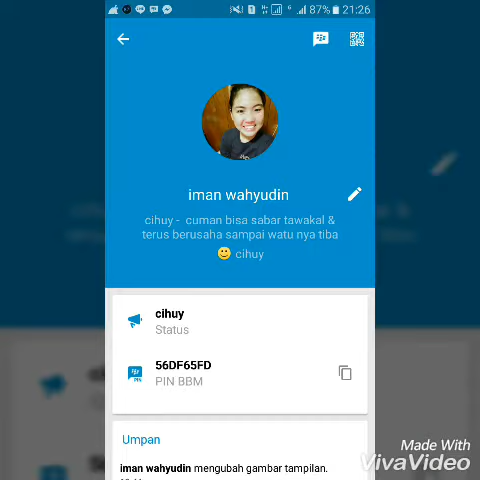 87% 21:26
iman wahyudin
cihuy - cuman bisa sabar tawakal &
terus berusaha sampai watu nya tiba
cihuy
cihuy
Status
56DF65FD
PIN BBM
Umpan
iman wahyudin mengubah gambar tampilan.
Made With
VivaVideo